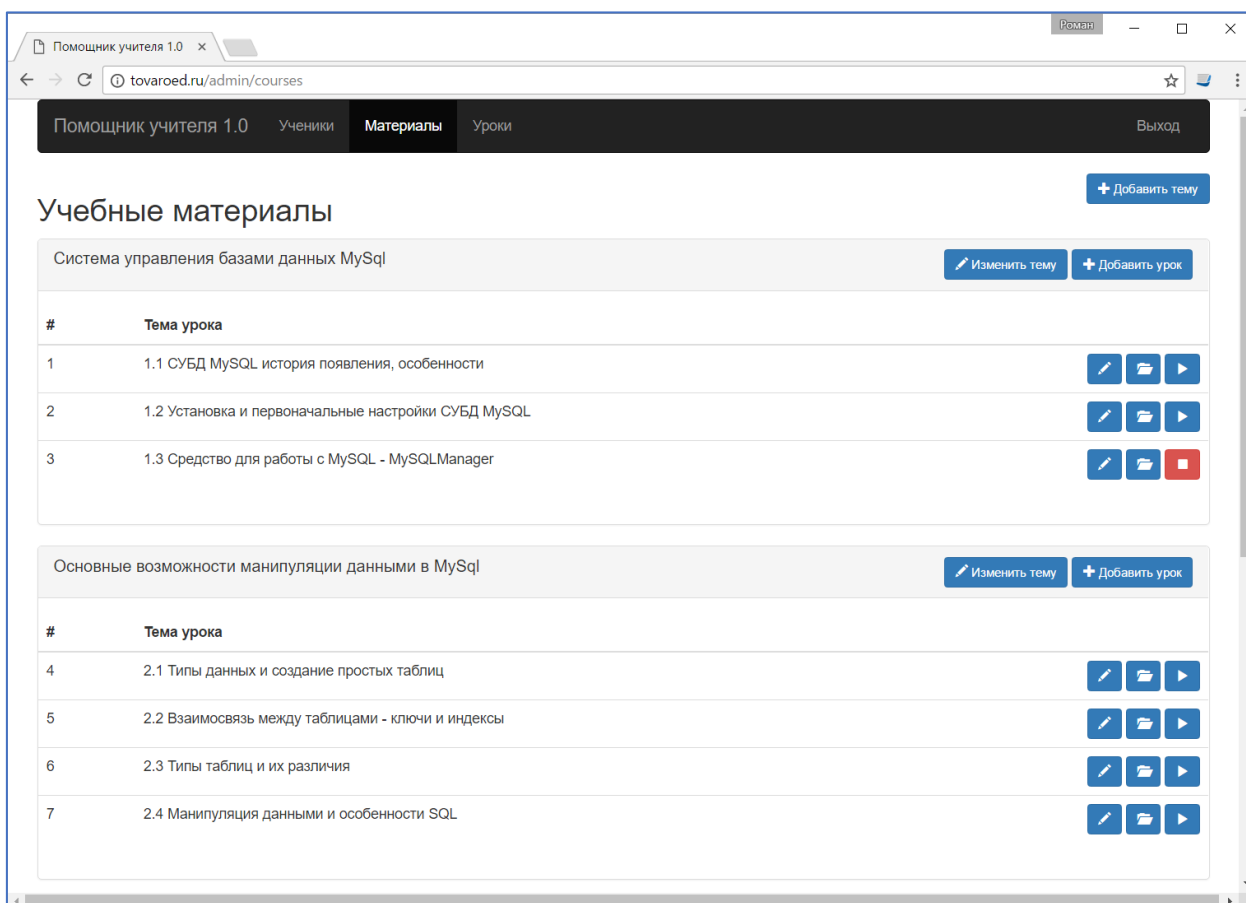 Роман
Помощник учителя 1.0
tovaroed.ru/admin/courses
Помощник учителя 1.0 Ученики Материалы Уроки Выход
Добавить тему
Учебные материалы
Система управления базами данных MySql Изменить тему Добавить урок
# Тема урока
1 1.1 СУБД MySQL история появления, особенности
2 1.2 Установка и первоначальные настройки СУБД MySQL
3 1.3 Средство для работы с MySQL - MySQLManager
Основные возможности манипуляции данными в MySql Изменить тему Добавить урок
# Тема урока
4 2.1 Типы данных и создание простых таблиц
5 2.2 Взаимосвязь между таблицами - ключи и индексы
6 2.3 Типы таблиц и их различия
7 2.4 Манипуляция данными и особенности SQL